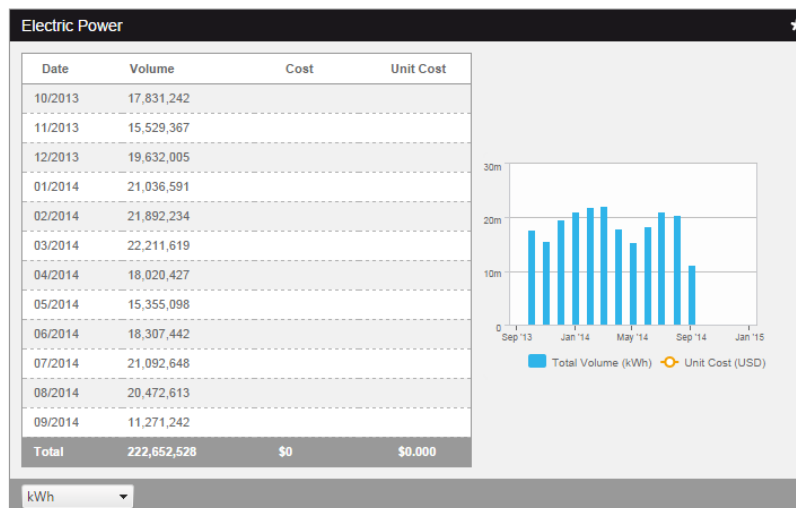 Electric Power
Date Volume Cost Unit Cost
10/2013 17,831,242
11/2013 15,529,367
12/2013 19,632,005
01/2014 21,036,591
02/2014 21,892,234
03/2014 22,211,619
04/2014 18,020,427
05/2014 15,355,098
06/2014 18,307,442
07/2014 21,092,648
08/2014 20,472,613
09/2014 11,271,242
Total 222,652,528 $0 $0.000
30m
20m
10m
0
Sep '13 Jan '14 May '14 Sep '14 Jan '15
Total Volume (kWh) Unit Cost (USD)
kWh